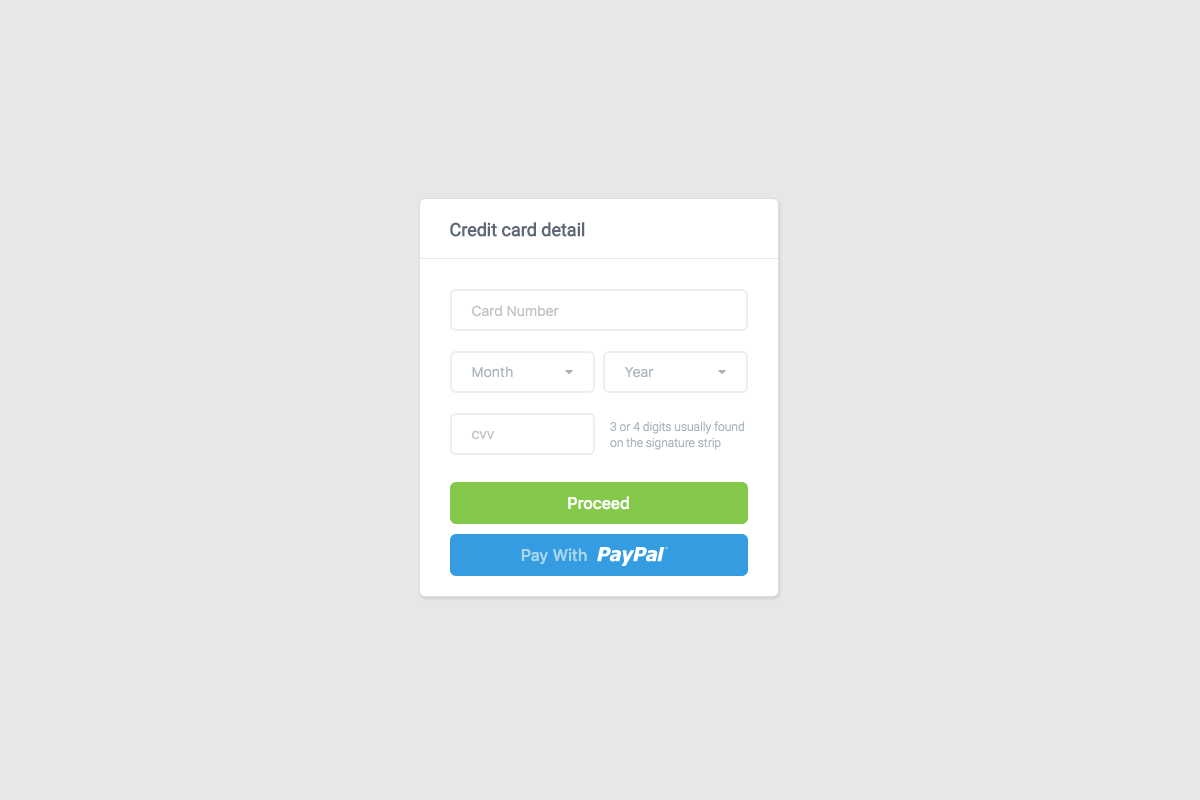 Credit card detail
Card Number
Month
Year
CVV
3 or 4 digits usually found
on the signature strip
Proceed
Pay With PayPal™